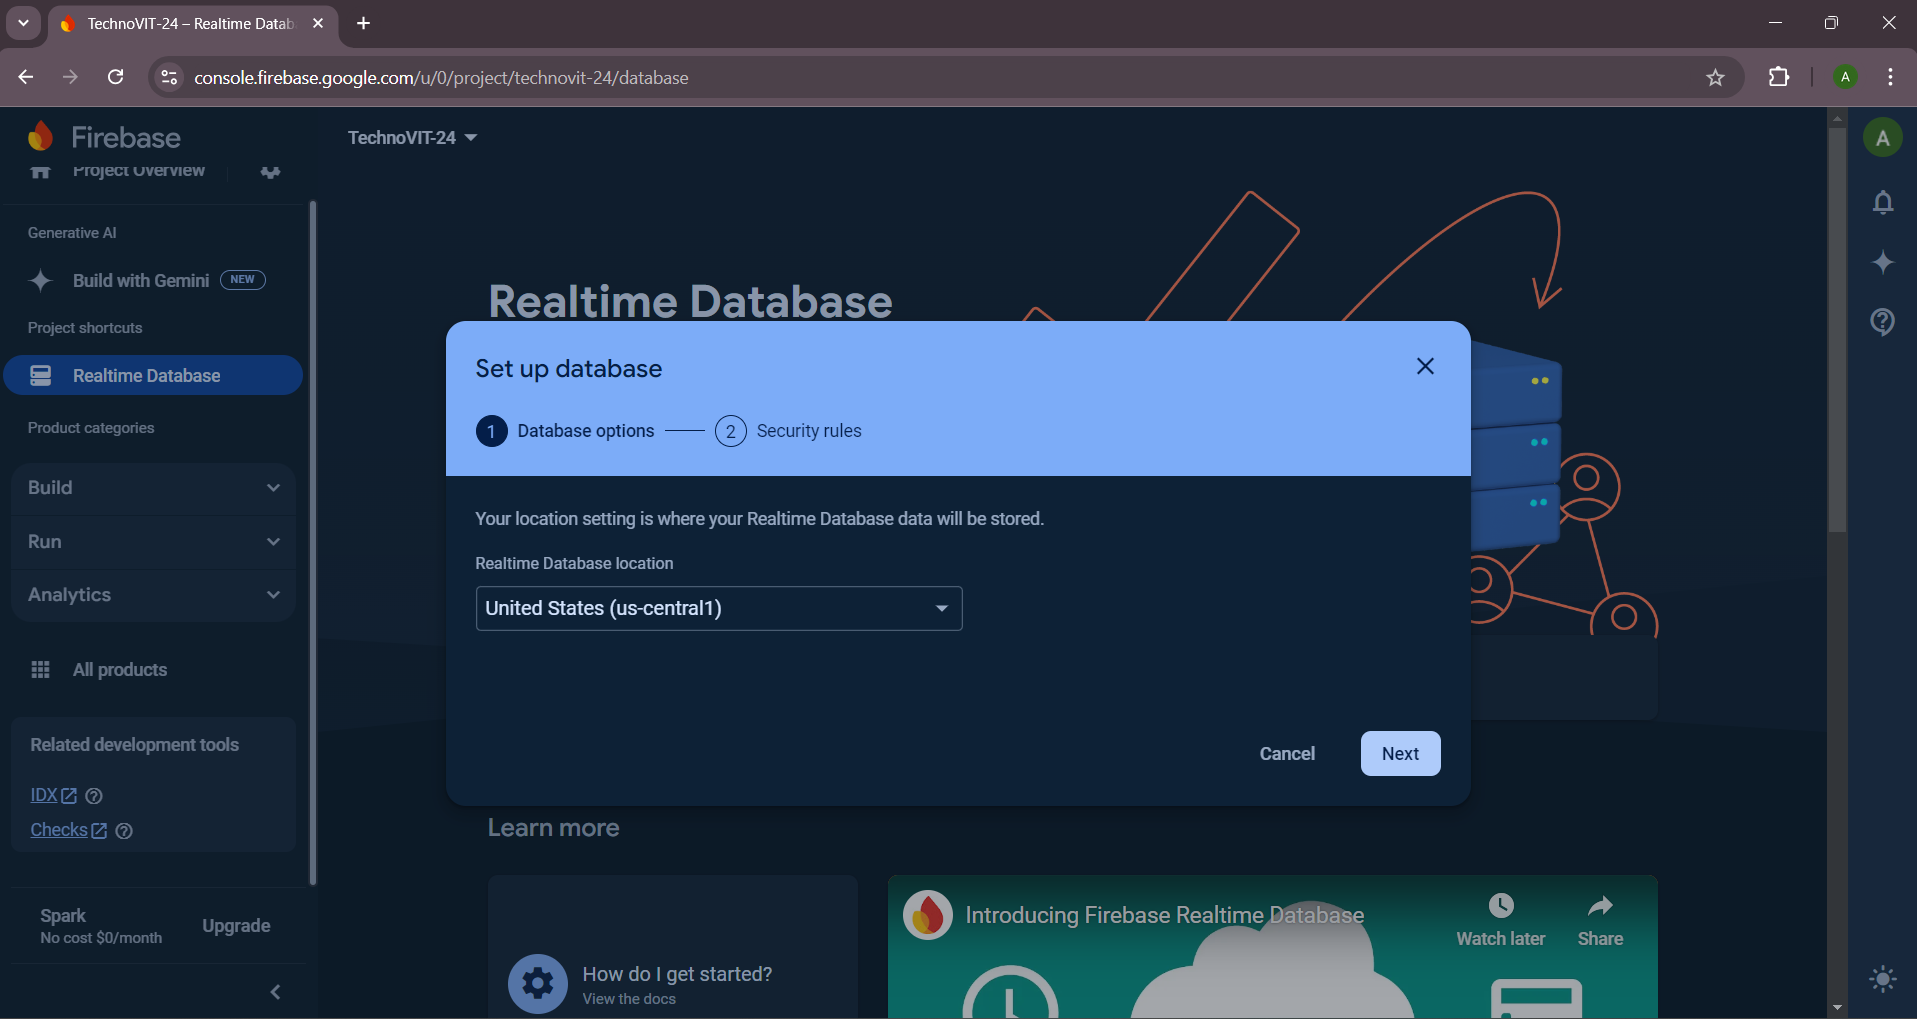 TechnoVIT-24 – Realtime Datab
console.firebase.google.com/u/0/project/technovit-24/database
A
Firebase
TechnoVIT-24
A
Project Overview
Generative AI
Build with Gemini NEW
Project shortcuts
Realtime Database
Product categories
Build
Run
Analytics
All products
Related development tools
IDX
Checks
Spark
No cost $0/month
Upgrade
Realtime Database
Set up database
1 Database options 2 Security rules
Your location setting is where your Realtime Database data will be stored.
Realtime Database location
United States (us-central1)
Cancel Next
Learn more
How do I get started?
View the docs
Introducing Firebase Realtime Database
Watch later Share